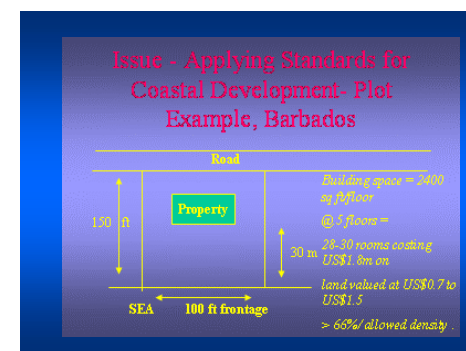 Issue - Applying Standards for
Coastal Development- Plot
Example, Barbados
Road
Building space = 2400
sq ft/floor
Property
@ 5 floors =
150 ft
28-30 rooms costing
30 m
US$1.8m on
land valued at US$0.7 to
US$1.5
SEA
100 ft frontage
> 66%/ allowed density .